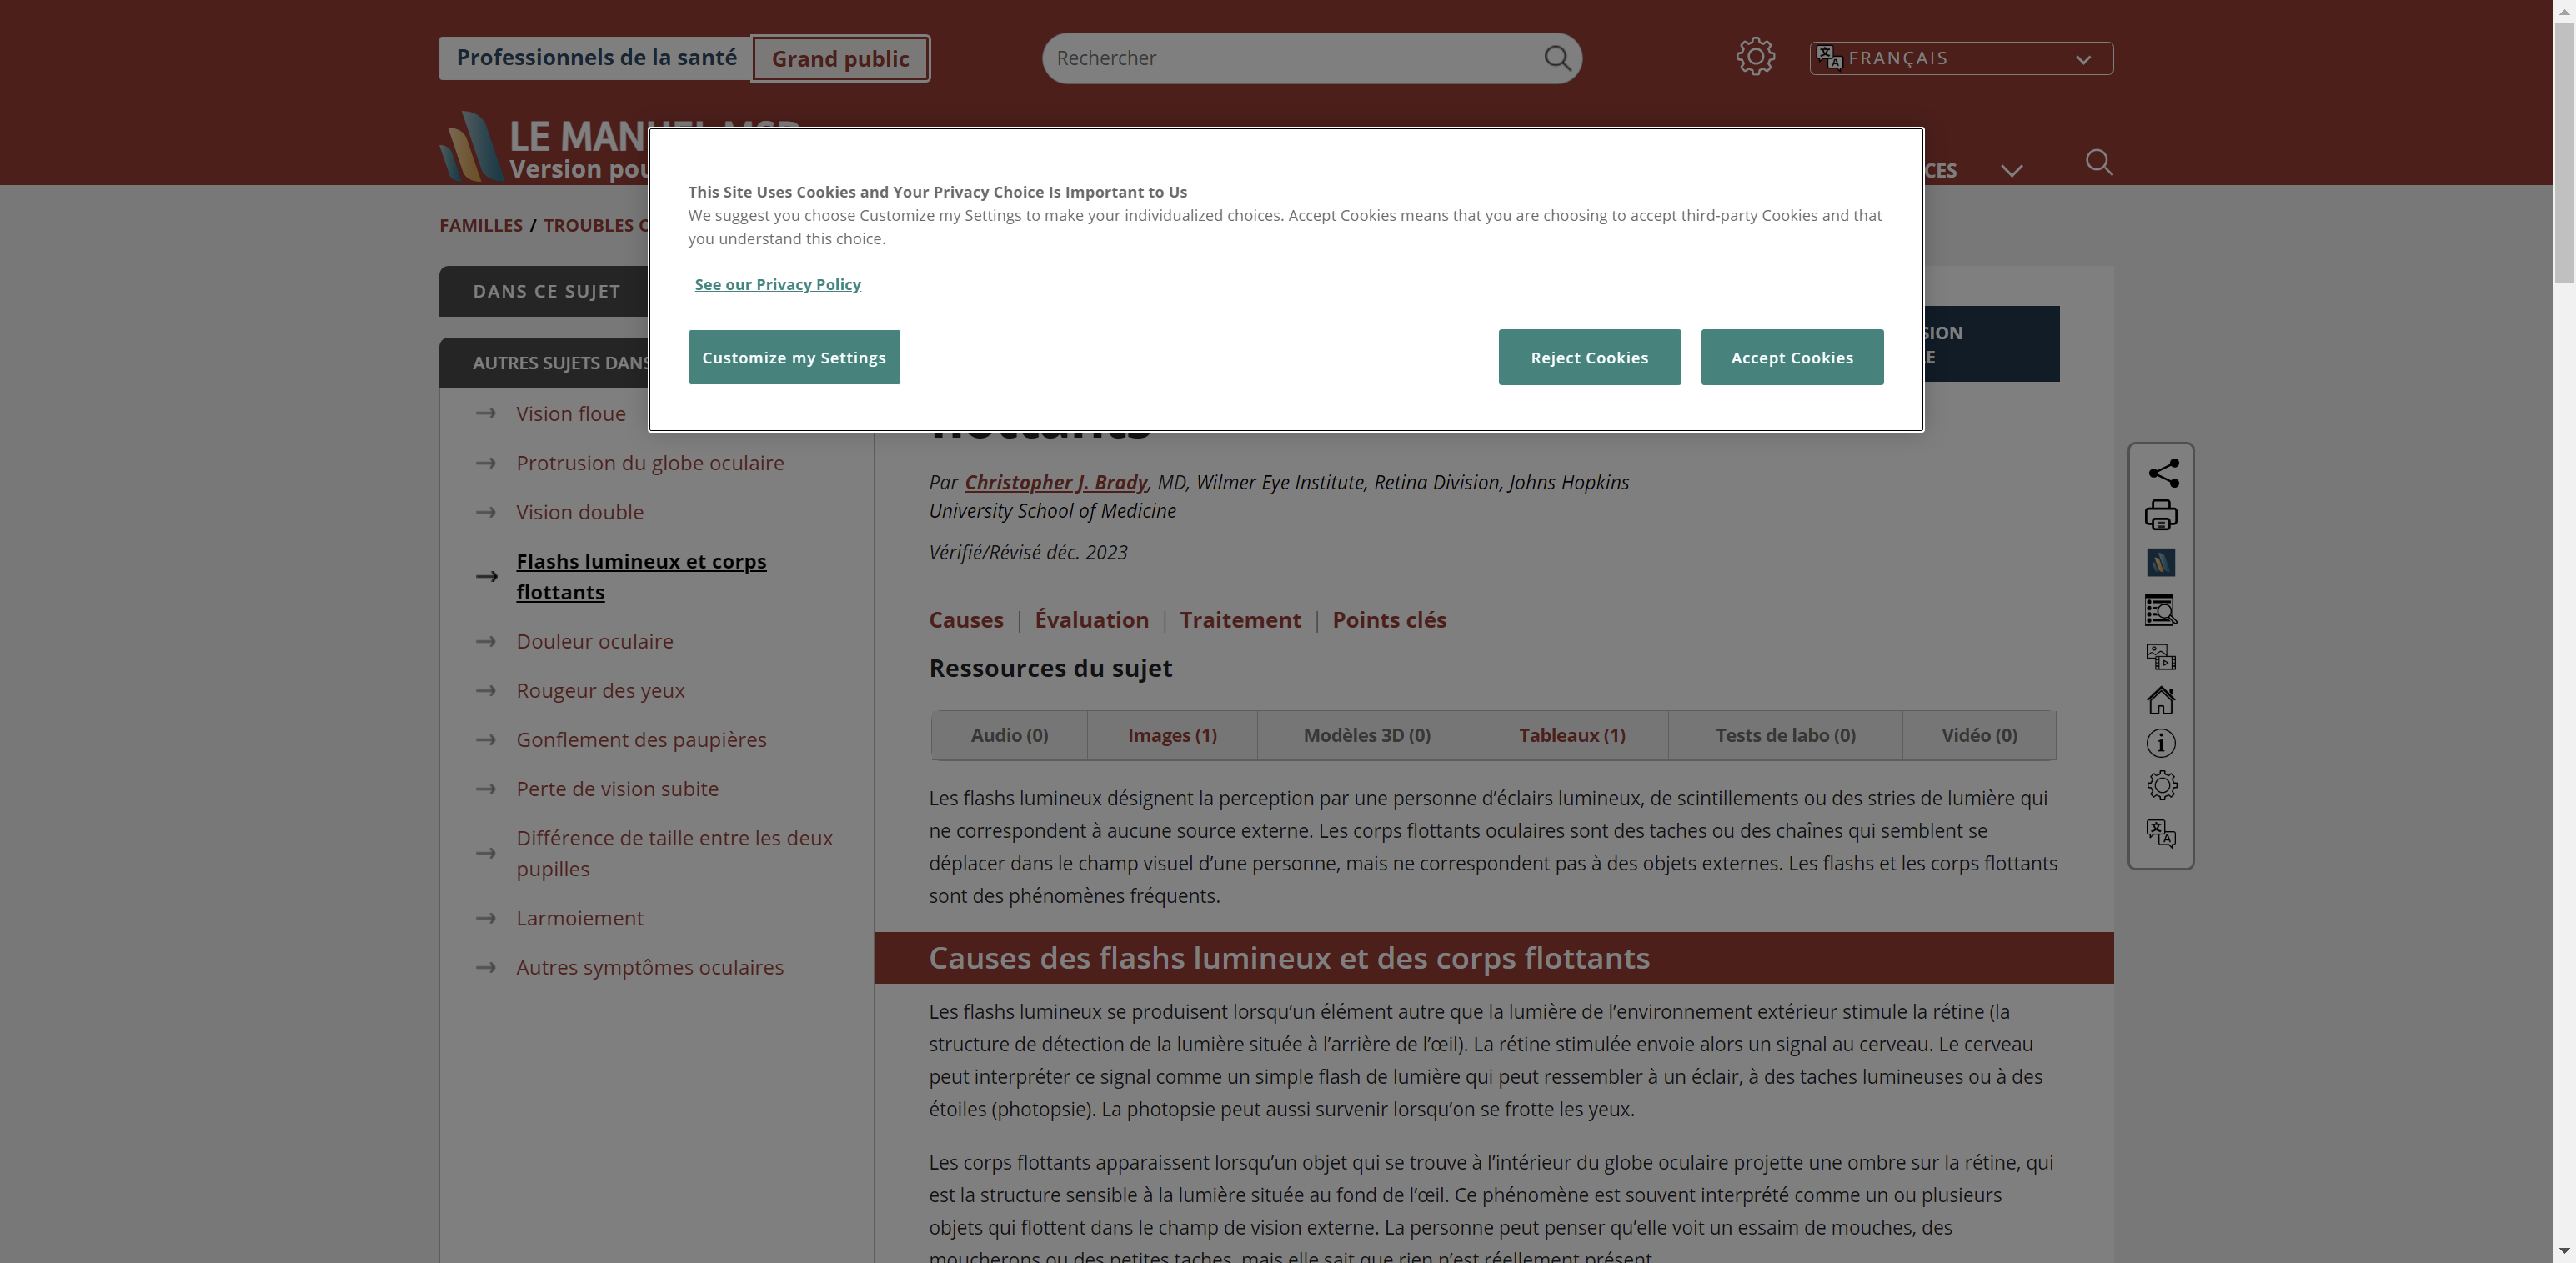 Professionnels de la santé
Grand public
Rechercher
FRANÇAIS
LE MANUEL MSD
Version pou
CES
This Site Uses Cookies and Your Privacy Choice Is Important to Us
We suggest you choose Customize my Settings to make your individualized choices. Accept Cookies means that you are choosing to accept third-party Cookies and that
you understand this choice.
See our Privacy Policy
Customize my Settings
Reject Cookies
Accept Cookies
FAMILLES / TROUBLES
DANS CE SUJET
AUTRES SUJETS DANS
Vision floue
Protrusion du globe oculaire
Vision double
Flashs lumineux et corps
flottants
Douleur oculaire
Rougeur des yeux
Gonflement des paupières
Perte de vision subite
Différence de taille entre les deux
pupilles
Larmoiement
Autres symptômes oculaires
flottants
Par Christopher J. Brady, MD, Wilmer Eye Institute, Retina Division, Johns Hopkins
University School of Medicine
Vérifié/Révisé déc. 2023
Causes | Évaluation | Traitement | Points clés
Ressources du sujet
Audio (0)
Images (1)
Modèles 3D (0)
Tableaux (1)
Tests de labo (0)
Vidéo (0)
Les flashs lumineux désignent la perception par une personne d’éclairs lumineux, de scintillements ou des stries de lumière qui
ne correspondent à aucune source externe. Les corps flottants oculaires sont des taches ou des chaînes qui semblent se
déplacer dans le champ visuel d’une personne, mais ne correspondent pas à des objets externes. Les flashs et les corps flottants
sont des phénomènes fréquents.
Causes des flashs lumineux et des corps flottants
Les flashs lumineux se produisent lorsqu’un élément autre que la lumière de l’environnement extérieur stimule la rétine (la
structure de détection de la lumière située à l’arrière de l’œil). La rétine stimulée envoie alors un signal au cerveau. Le cerveau
peut interpréter ce signal comme un simple flash de lumière qui peut ressembler à un éclair, à des taches lumineuses ou à des
étoiles (photopsie). La photopsie peut aussi survenir lorsqu’on se frotte les yeux.
Les corps flottants apparaissent lorsqu’un objet qui se trouve à l’intérieur du globe oculaire projette une ombre sur la rétine, qui
est la structure sensible à la lumière située au fond de l’œil. Ce phénomène est souvent interprété comme un ou plusieurs
objets qui flottent dans le champ de vision externe. La personne peut penser qu’elle voit un essaim de mouches, des
moucherons ou des petites taches, mais elle sait que rien n’est réellement présent.